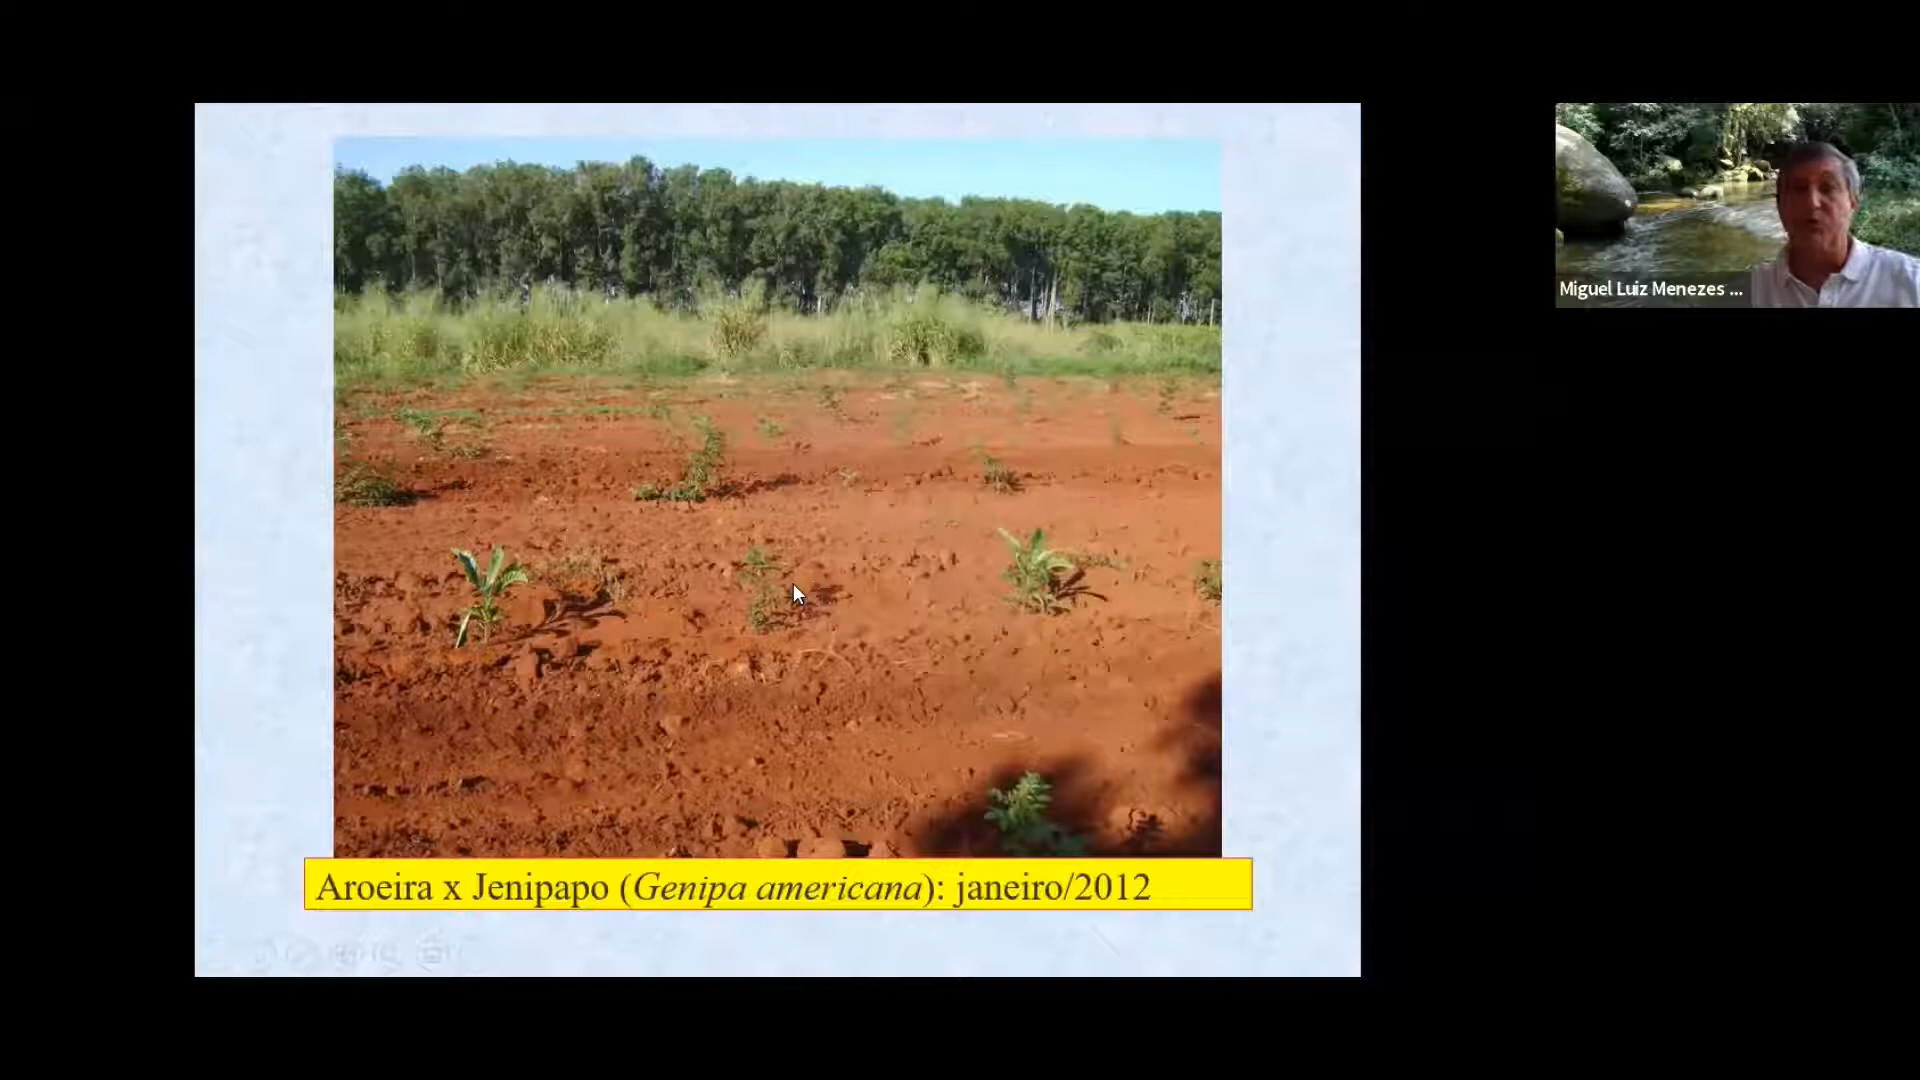 Miguel Luiz Menezes ...
Aroeira x Jenipapo (Genipa americana): janeiro/2012